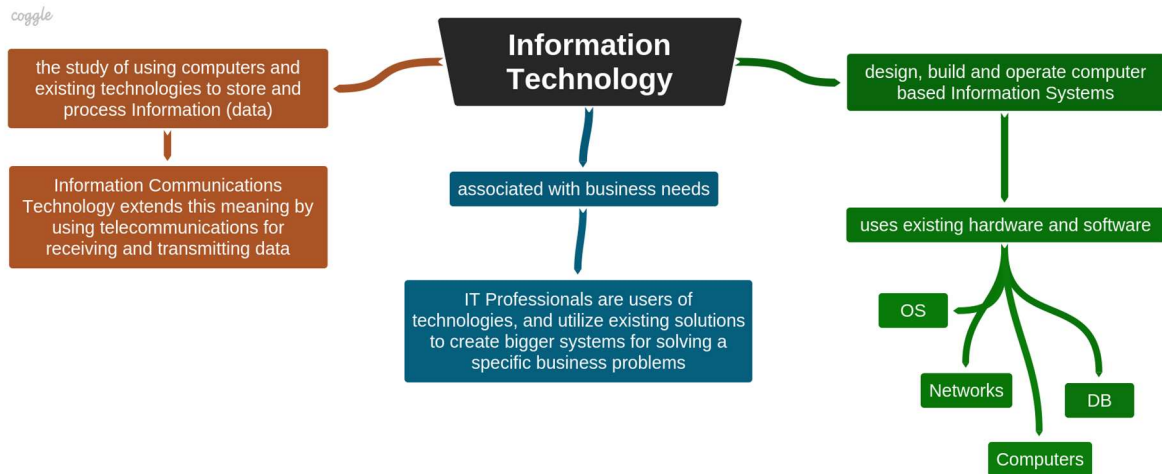 coggle
Information
Technology
the study of using computers and
existing technologies to store and
process Information (data)
Information Communications
Technology extends this meaning by
using telecommunications for
receiving and transmitting data
associated with business needs
IT Professionals are users of
technologies, and utilize existing solutions
to create bigger systems for solving a
specific business problems
design, build and operate computer
based Information Systems
uses existing hardware and software
OS
Networks
Computers
DB